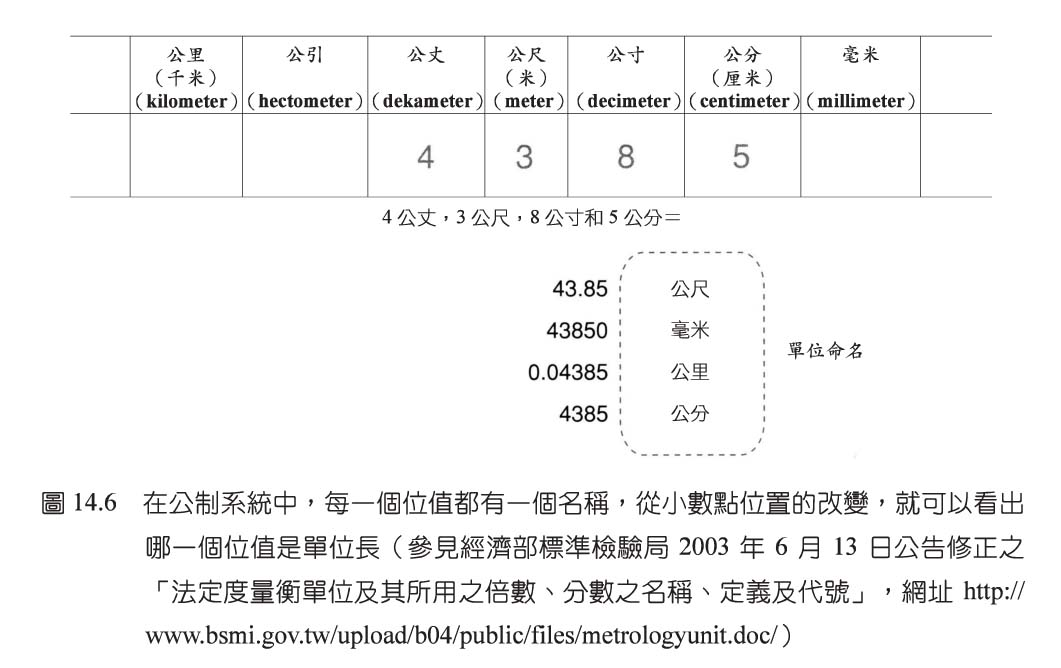 公里 公引 公丈 公尺 公寸 公分 毫米
（千米） （米） （厘米）
（kilometer）（hectometer）（dekameter）（meter）（decimeter）（centimeter）（millimeter）
4 3 8 5
4 公丈，3 公尺，8 公寸和 5 公分＝
43.85 公尺
43850 毫米
單位命名
0.04385 公里
4385 公分
圖 14.6 在公制系統中，每一個位值都有一個名稱，從小數點位置的改變，就可以看出
哪一個位值是單位長（參見經濟部標準檢驗局 2003 年 6 月 13 日公告修正之
「法定度量衡單位及其所用之倍數、分數之名稱、定義及代號」，網址 http://
www.bsmi.gov.tw/upload/b04/public/files/metrologyunit.doc/）